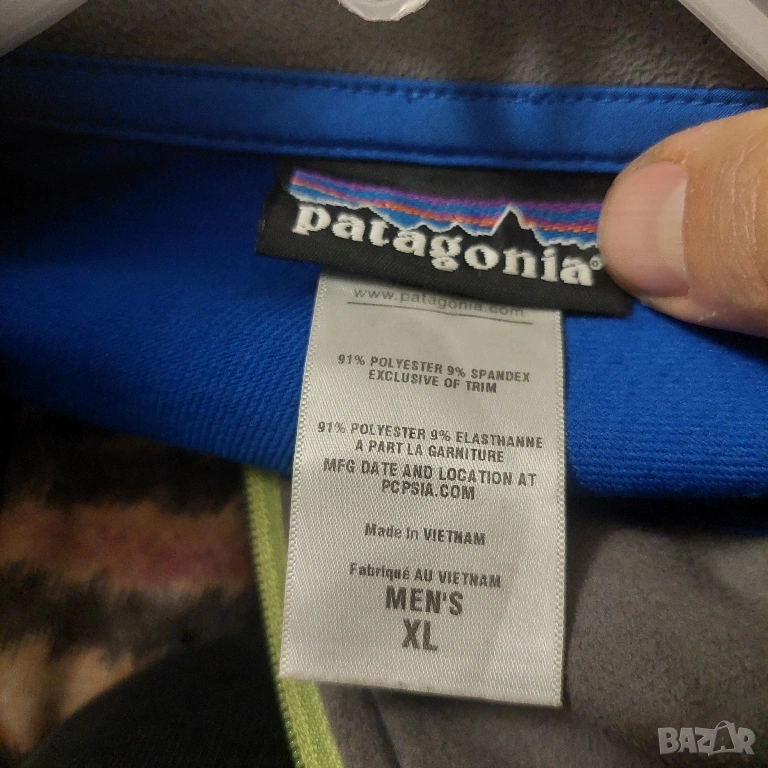 patagonia®
www.patagonia.com
91% POLYESTER 9% SPANDEX
EXCLUSIVE OF TRIM
91% POLYESTER 9% ELASTHANNE
A PART LA GARNITURE
MFG DATE AND LOCATION AT
PCPSIA.COM
Made in VIETNAM
Fabriqué AU VIETNAM
MEN'S
XL
BAZAR